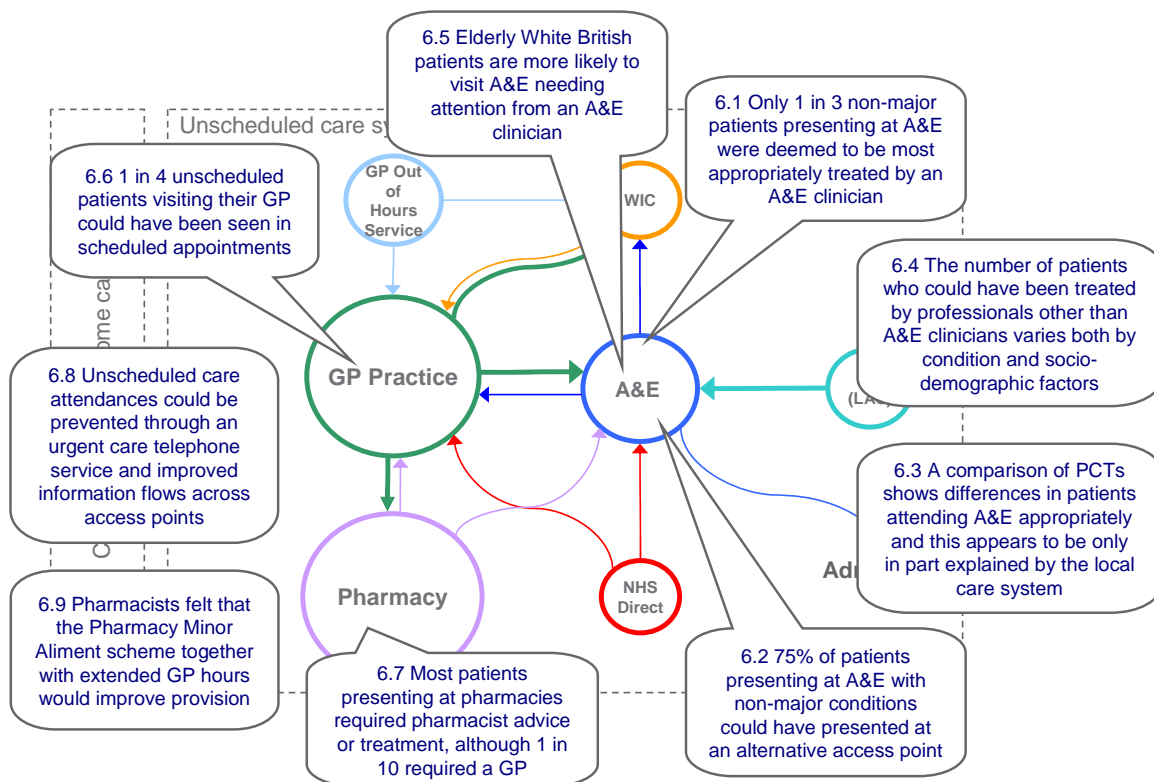 6.5 Elderly White British
patients are more likely to
visit A&E needing
attention from an A&E
clinician
6.1 Only 1 in 3 non-major
patients presenting at A&E
were deemed to be most
appropriately treated by an
A&E clinician
Unscheduled care
6.6 1 in 4 unscheduled
patients visiting their GP
could have been seen in
scheduled appointments
GP Out
of
Hours
Service
WIC
6.4 The number of patients
who could have been treated
by professionals other than
A&E clinicians varies both by
condition and socio-
demographic factors
GP Practice
A&E
6.8 Unscheduled care
attendances could be
prevented through an
urgent care telephone
service and improved
information flows across
access points
6.3 A comparison of PCTs
shows differences in patients
attending A&E appropriately
and this appears to be only
in part explained by the local
care system
Pharmacy
NHS
Direct
6.9 Pharmacists felt that
the Pharmacy Minor
Aliment scheme together
with extended GP hours
would improve provision
6.7 Most patients
presenting at pharmacies
required pharmacist advice
or treatment, although 1 in
10 required a GP
6.2 75% of patients
presenting at A&E with
non-major conditions
could have presented at
an alternative access point